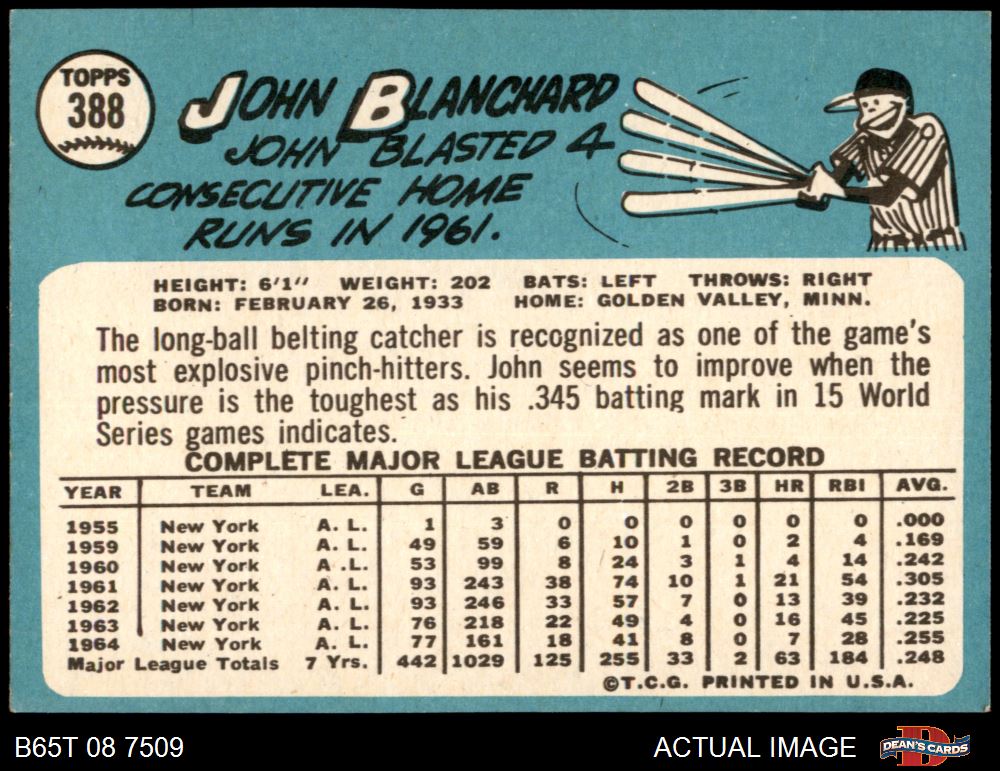 TOPPS
388
JOHN BLANCHARD
JOHN BLASTED 4
CONSECUTIVE HOME
RUNS IN 1961.
HEIGHT: 6'1" WEIGHT: 202 BATS: LEFT THROWS: RIGHT
BORN: FEBRUARY 26, 1933 HOME: GOLDEN VALLEY, MINN.
The long-ball belting catcher is recognized as one of the game's
most explosive pinch-hitters. John seems to improve when the
pressure is the toughest as his .345 batting mark in 15 World
Series games indicates.
COMPLETE MAJOR LEAGUE BATTING RECORD
YEAR TEAM LEA. G AB R H 2B 3B HR RBI AVG.
1955 New York A. L. 1 3 0 0 0 0 0 0 .000
1959 New York A. L. 49 59 6 10 1 0 2 4 .169
1960 New York A .L. 53 99 8 24 3 1 4 14 .242
1961 New York A. L. 93 243 38 74 10 1 21 54 .305
1962 New York A. L. 93 246 33 57 7 0 13 39 .232
1963 New York A. L. 76 218 22 49 4 0 16 45 .225
1964 New York A. L. 77 161 18 41 8 0 7 28 .255
Major League Totals 7 Yrs. 442 1029 125 255 33 2 63 184 .248
©T.C.G. PRINTED IN U.S.A.
B65T 08 7509 ACTUAL IMAGE D DEAN'S CARDS